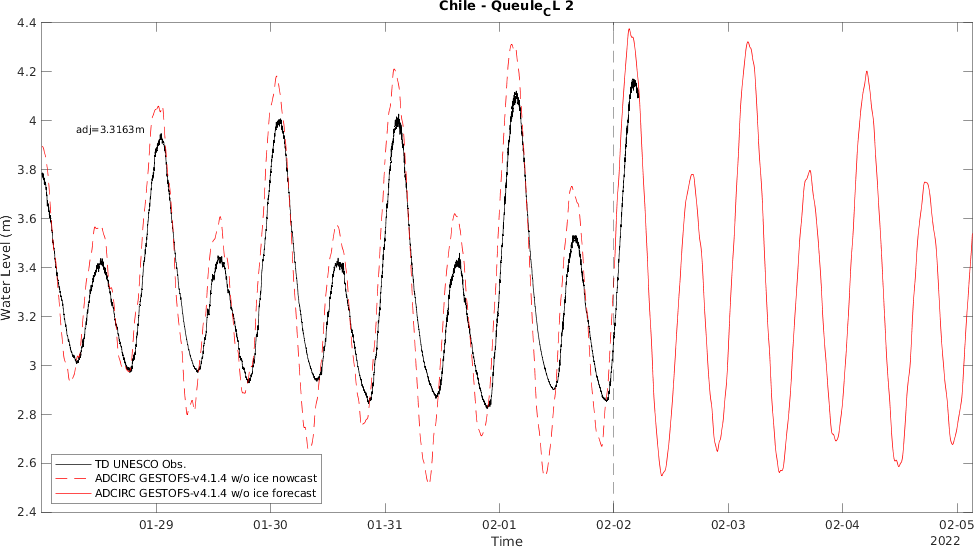 Chile - Queule_CL 2
4.4
4.2
4
3.8
3.6
3.4
3.2
3
2.8
2.6
2.4
Water Level (m)
adj=3.3163m
TD UNESCO Obs.
ADCIRC GESTOFS-v4.1.4 w/o ice nowcast
ADCIRC GESTOFS-v4.1.4 w/o ice forecast
01-29
01-30
01-31
02-01
02-02
02-03
02-04
02-05
Time
2022